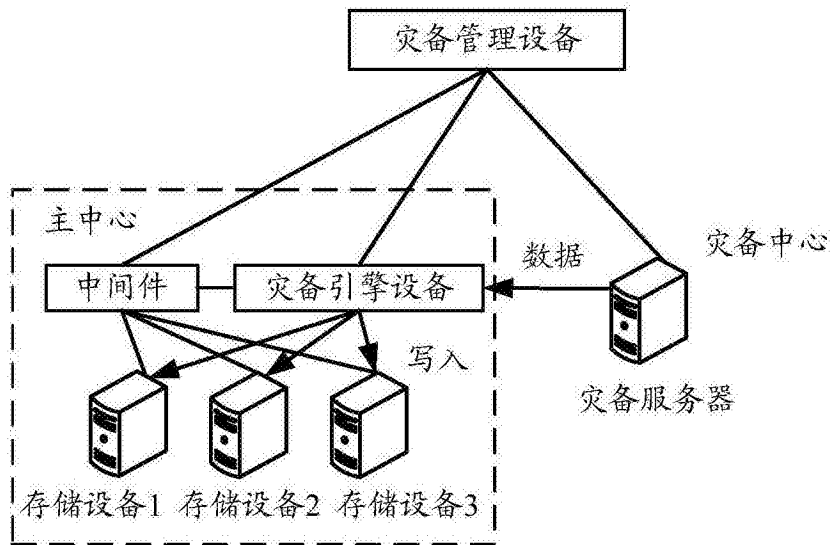 灾备管理设备
主中心
中间件
灾备引擎设备
数据
灾备中心
写入
灾备服务器
存储设备1
存储设备2
存储设备3